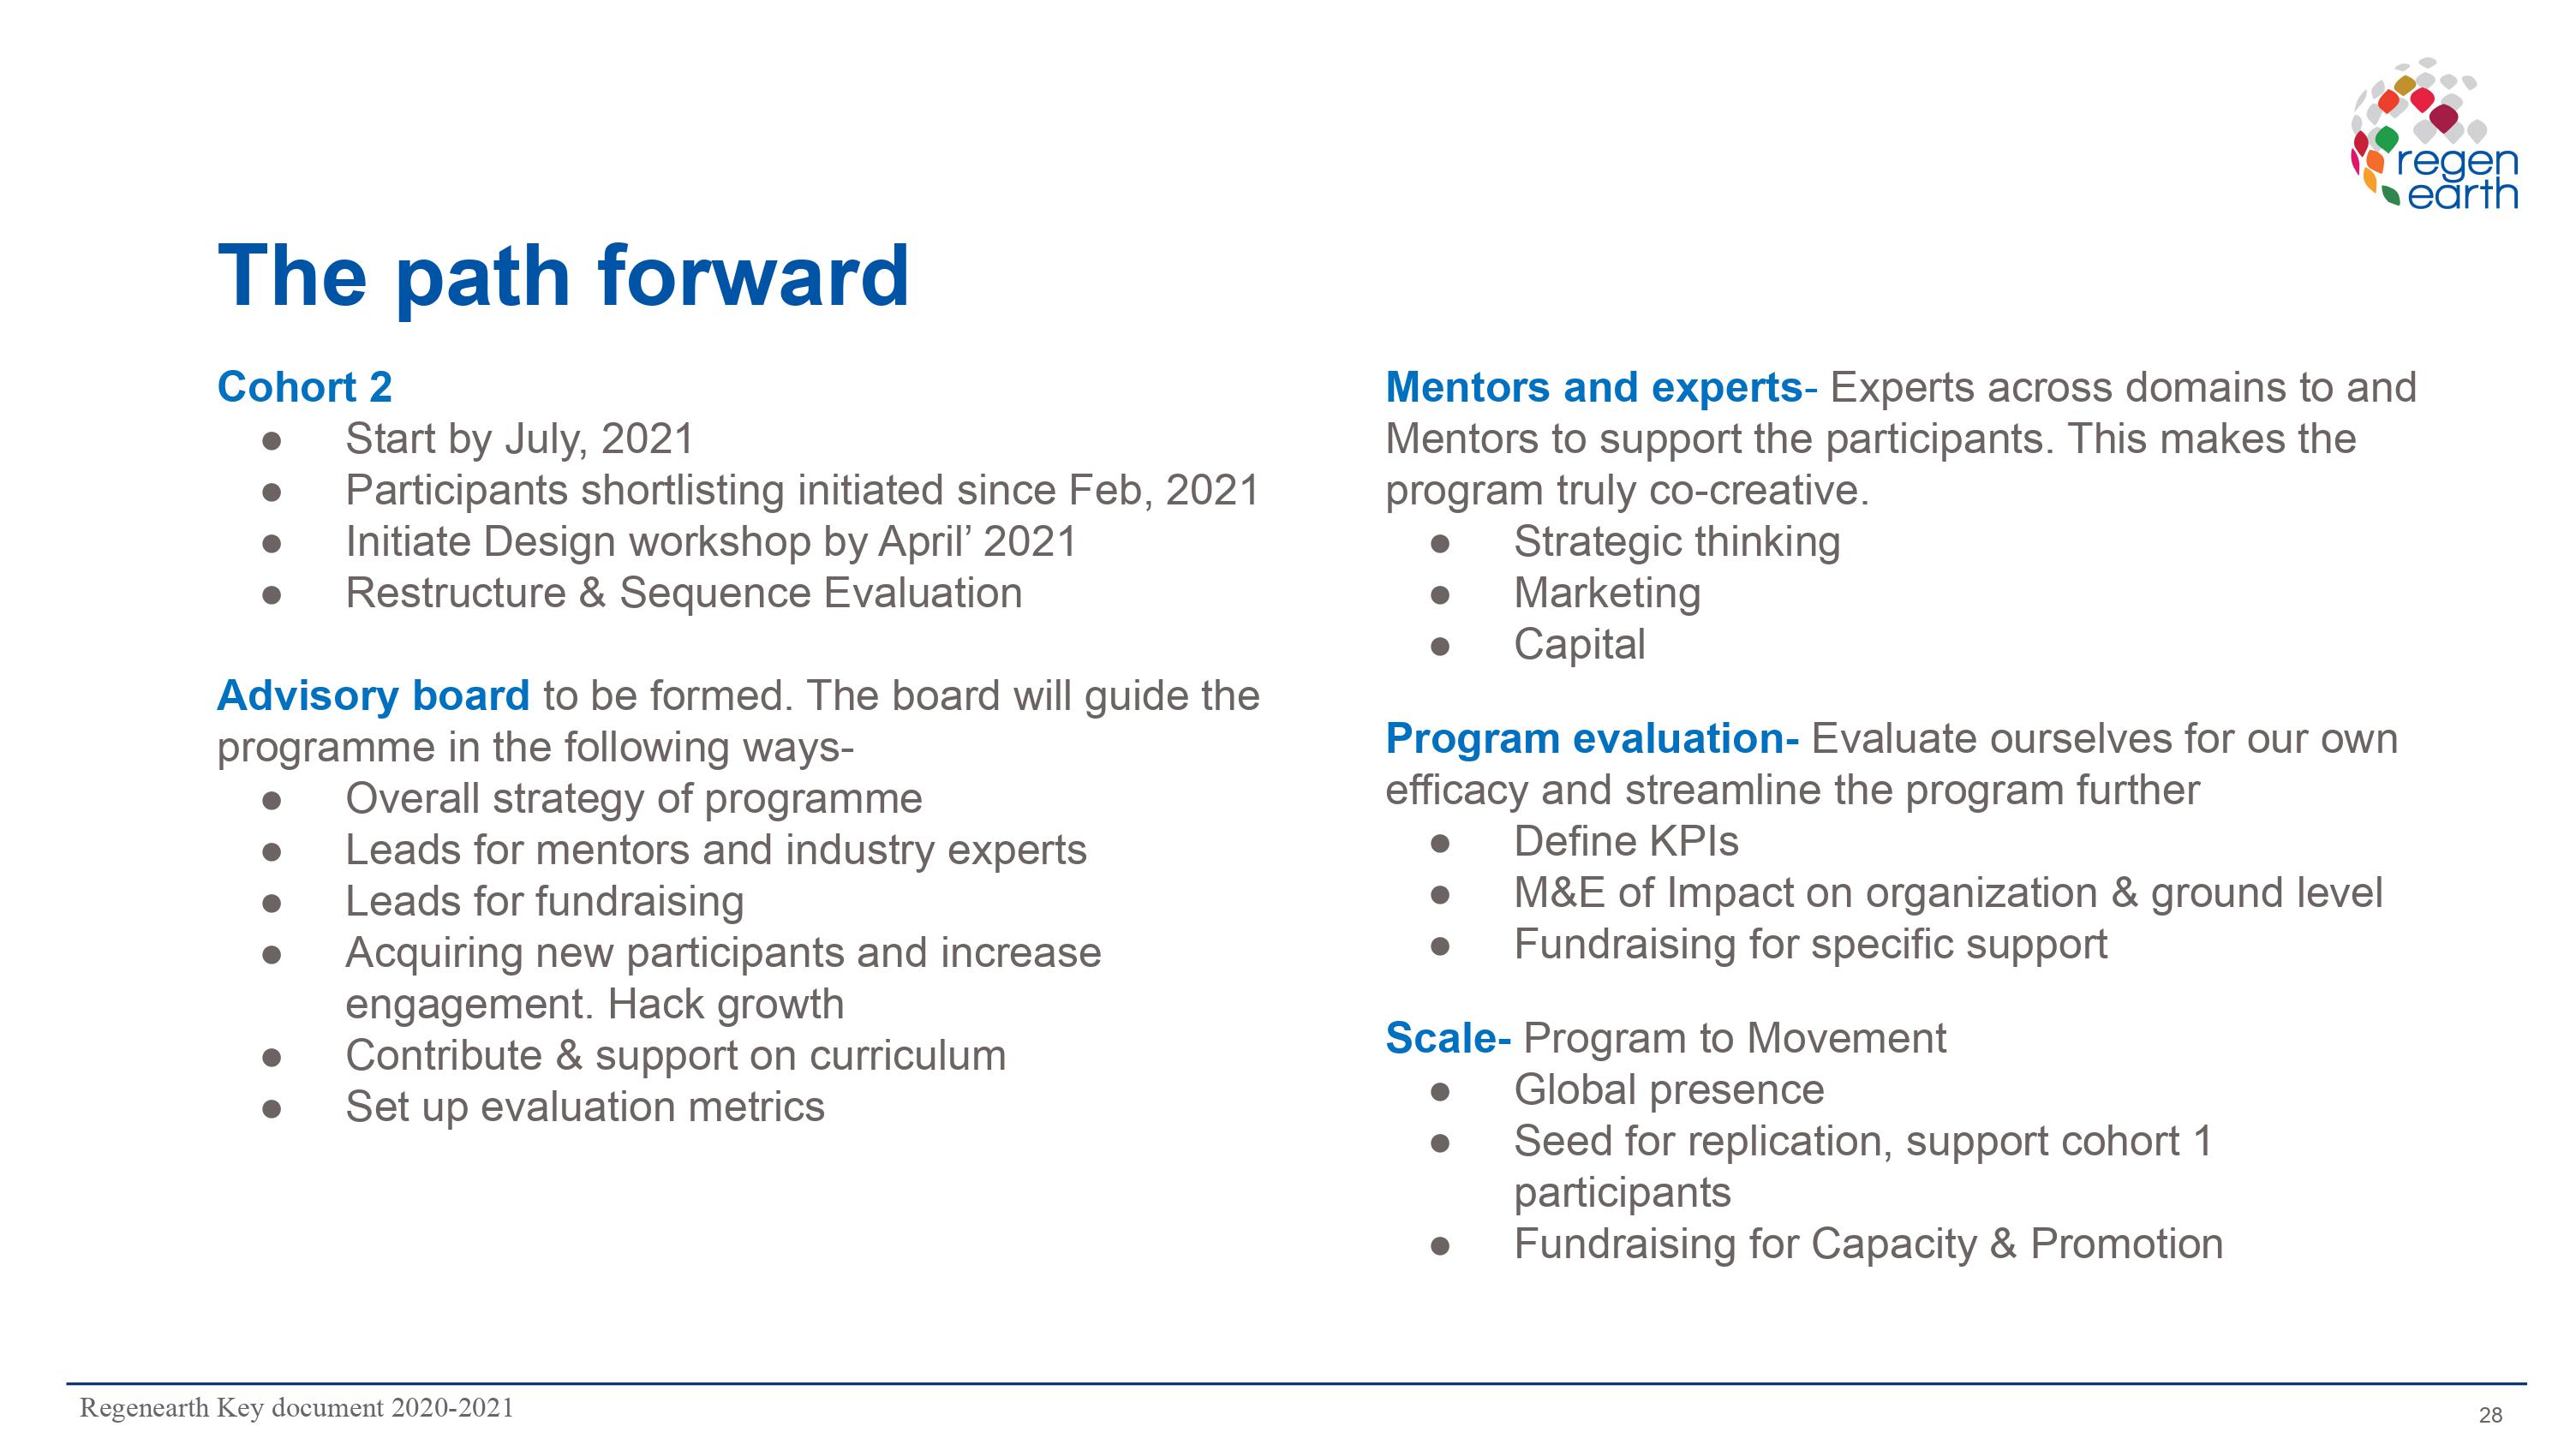 regen
earth
The path forward
Cohort 2
● Start by July, 2021
● Participants shortlisting initiated since Feb, 2021
● Initiate Design workshop by April’ 2021
● Restructure & Sequence Evaluation
Advisory board to be formed. The board will guide the
programme in the following ways-
● Overall strategy of programme
● Leads for mentors and industry experts
● Leads for fundraising
● Acquiring new participants and increase
engagement. Hack growth
● Contribute & support on curriculum
● Set up evaluation metrics
Mentors and experts- Experts across domains to and
Mentors to support the participants. This makes the
program truly co-creative.
● Strategic thinking
● Marketing
● Capital
Program evaluation- Evaluate ourselves for our own
efficacy and streamline the program further
● Define KPIs
● M&E of Impact on organization & ground level
● Fundraising for specific support
Scale- Program to Movement
● Global presence
● Seed for replication, support cohort 1
participants
● Fundraising for Capacity & Promotion
Regenearth Key document 2020-2021
28